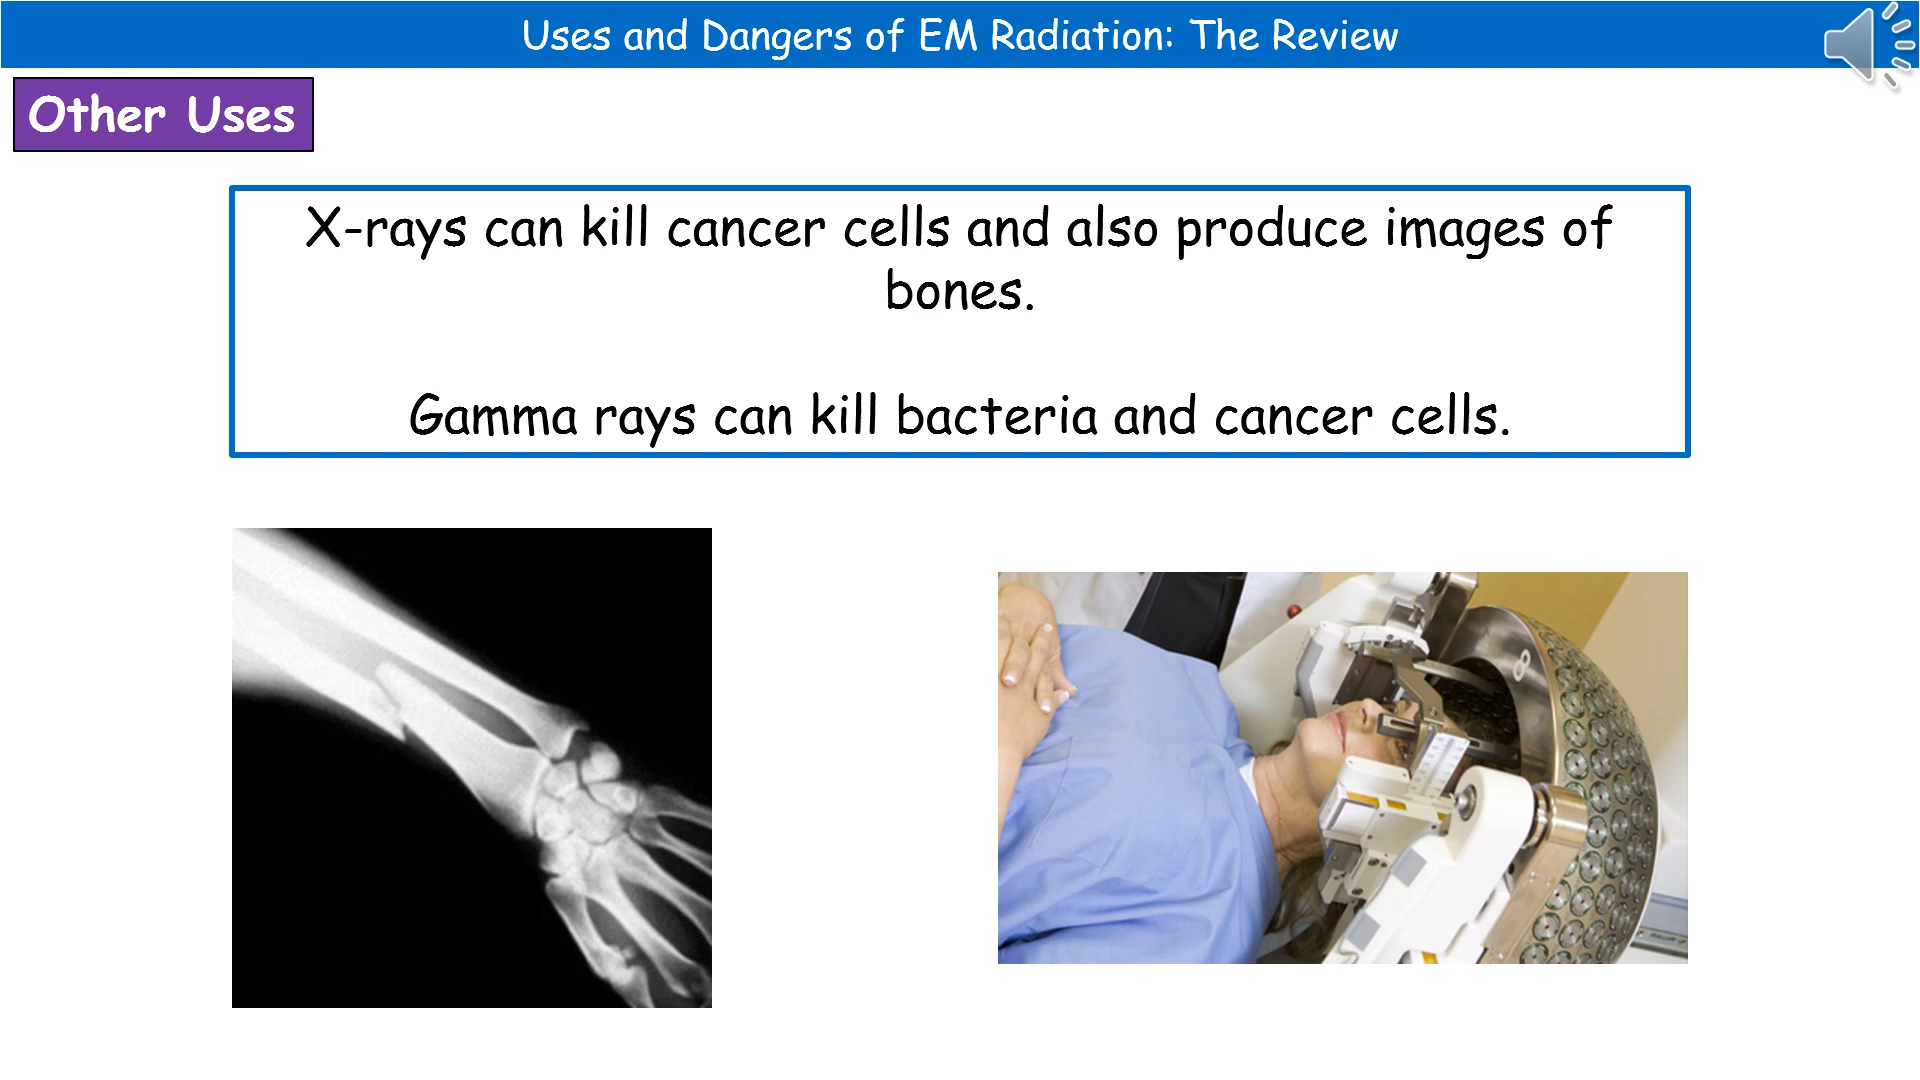 Uses and Dangers of EM Radiation: The Review
Other Uses
X-rays can kill cancer cells and also produce images of
bones.
Gamma rays can kill bacteria and cancer cells.
8